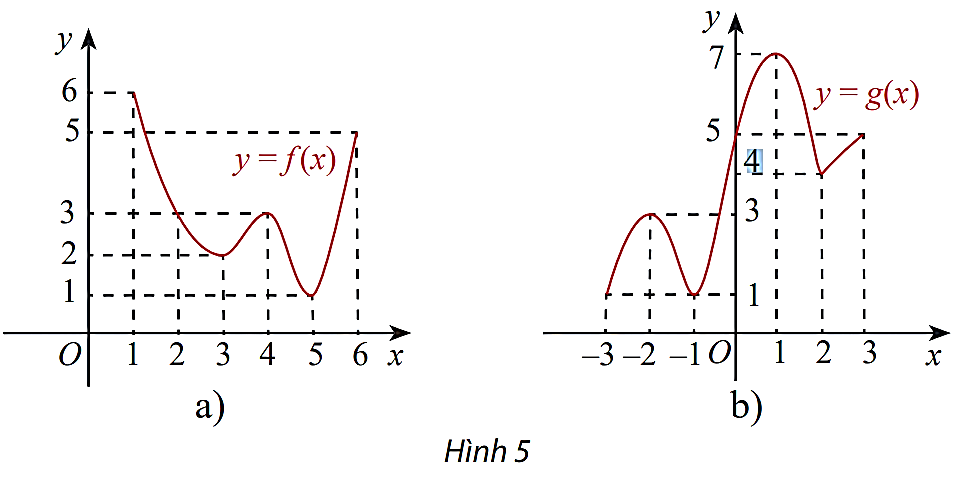 y
6
5
y = f(x)
3
2
1
O 1 2 3 4 5 6 x
a)
y
7
y = g(x)
5
4
3
1
–3 –2 –1 O 1 2 3 x
b)
Hình 5